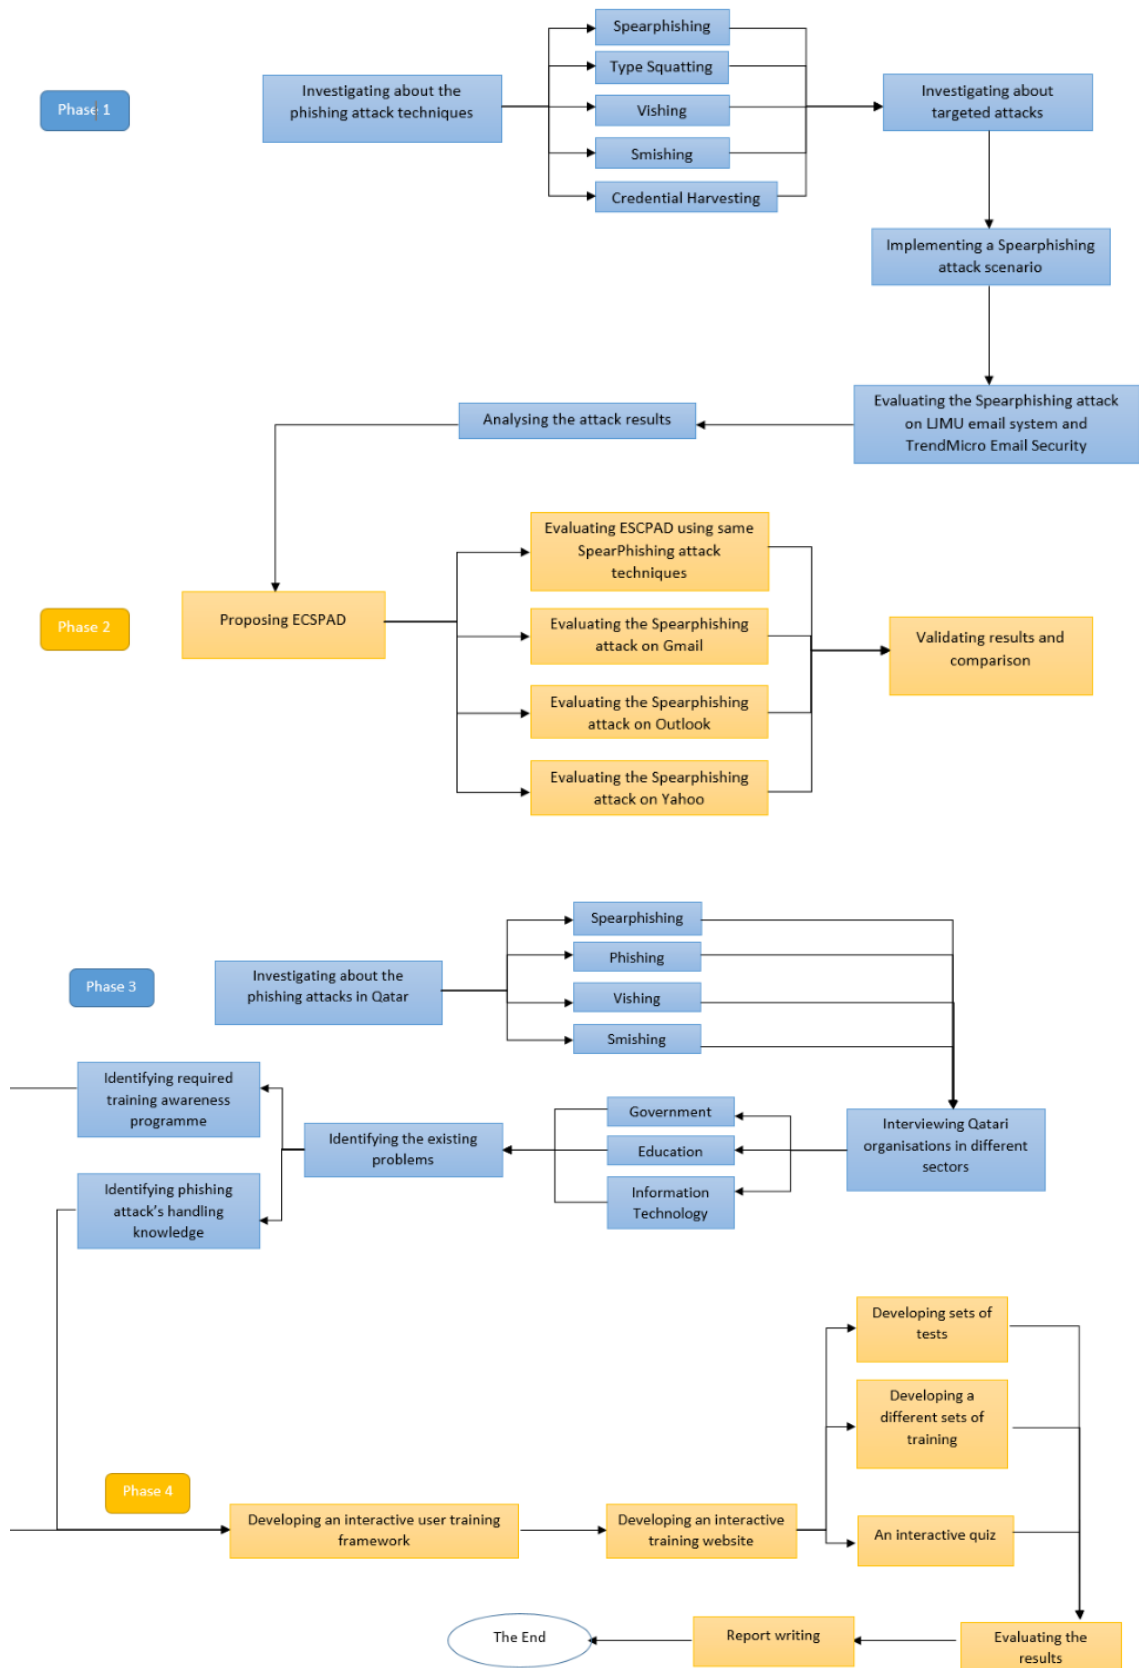 Phase 1
Investigating about the
phishing attack techniques
Spearphishing
Type Squatting
Vishing
Smishing
Credential Harvesting
Investigating about
targeted attacks
Implementing a Spearphishing
attack scenario
Evaluating the Spearphishing attack
on LJMU email system and
TrendMicro Email Security
Analysing the attack results
Phase 2
Proposing ECSPAD
Evaluating ESCPAD using same
SpearPhishing attack
techniques
Evaluating the Spearphishing
attack on Gmail
Evaluating the Spearphishing
attack on Outlook
Evaluating the Spearphishing
attack on Yahoo
Validating results and
comparison
Phase 3
Investigating about the
phishing attacks in Qatar
Spearphishing
Phishing
Vishing
Smishing
Interviewing Qatari
organisations in different
sectors
Government
Education
Information
Technology
Identifying the existing
problems
Identifying required
training awareness
programme
Identifying phishing
attack's handling
knowledge
Phase 4
Developing an interactive user training
framework
Developing an interactive
training website
Developing sets of
tests
Developing a
different sets of
training
An interactive quiz
Evaluating the
results
Report writing
The End